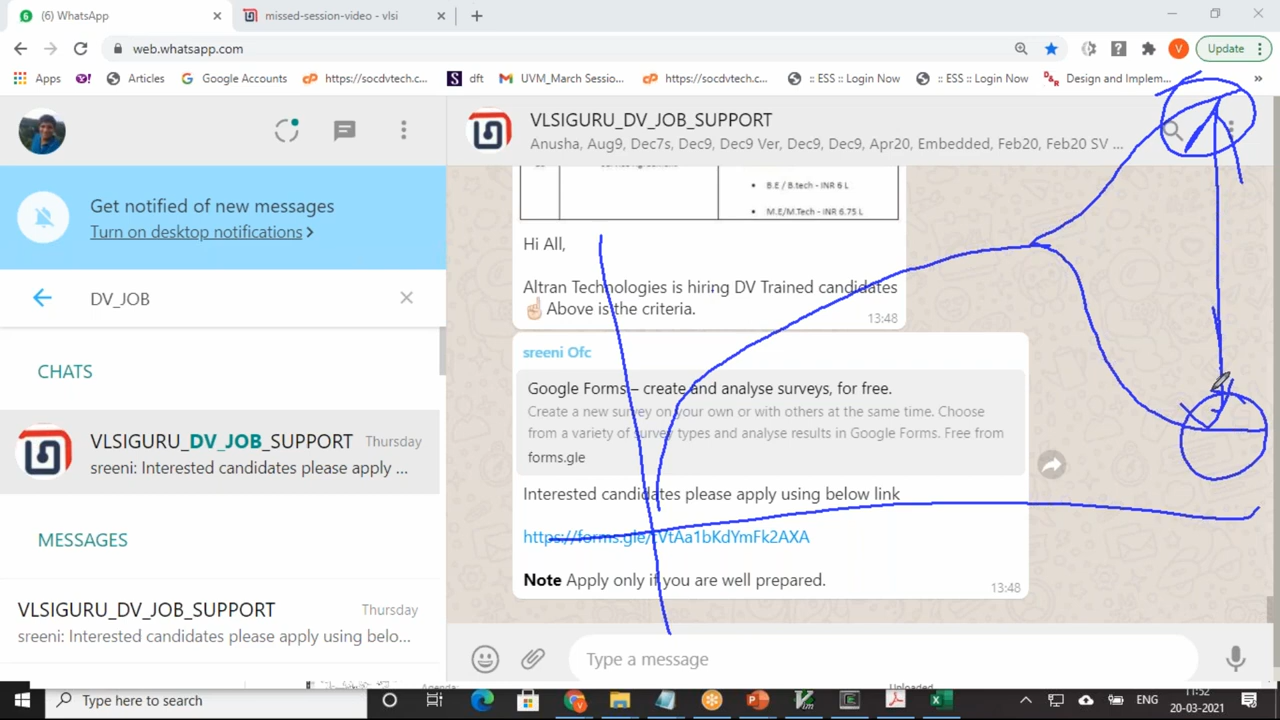 (6) WhatsApp
missed-session-video - vlsi
web.whatsapp.com
Update
Apps
Articles
Google Accounts
https://socdvtech.c...
dft
UVM_March Sessio...
https://socdvtech.c...
:: ESS :: Login Now
:: ESS :: Login Now
Design and Implem...
»
Get notified of new messages
Turn on desktop notifications >
DV_JOB
CHATS
VLSIGURU_DV_JOB_SUPPORT Thursday
sreeni: Interested candidates please apply ...
MESSAGES
VLSIGURU_DV_JOB_SUPPORT Thursday
sreeni: Interested candidates please apply using belo...
VLSIGURU_DV_JOB_SUPPORT
Anusha, Aug9, Dec7s, Dec9, Dec9 Ver, Dec9, Dec9, Apr20, Embedded, Feb20, Feb20 SV ...
• B.E / B.tech - INR 6 L
• M.E/M.Tech - INR 6.75 L
Hi All,
Altran Technologies is hiring DV Trained candidates
☝🏻Above is the criteria.
13:48
sreeni Ofc
Google Forms – create and analyse surveys, for free.
Create a new survey on your own or with others at the same time. Choose
from a variety of survey types and analyse results in Google Forms. Free from
forms.gle
Interested candidates please apply using below link
Note Apply only if you are well prepared.
13:48
Type a message
Type here to search
ENG
11:52
20-03-2021